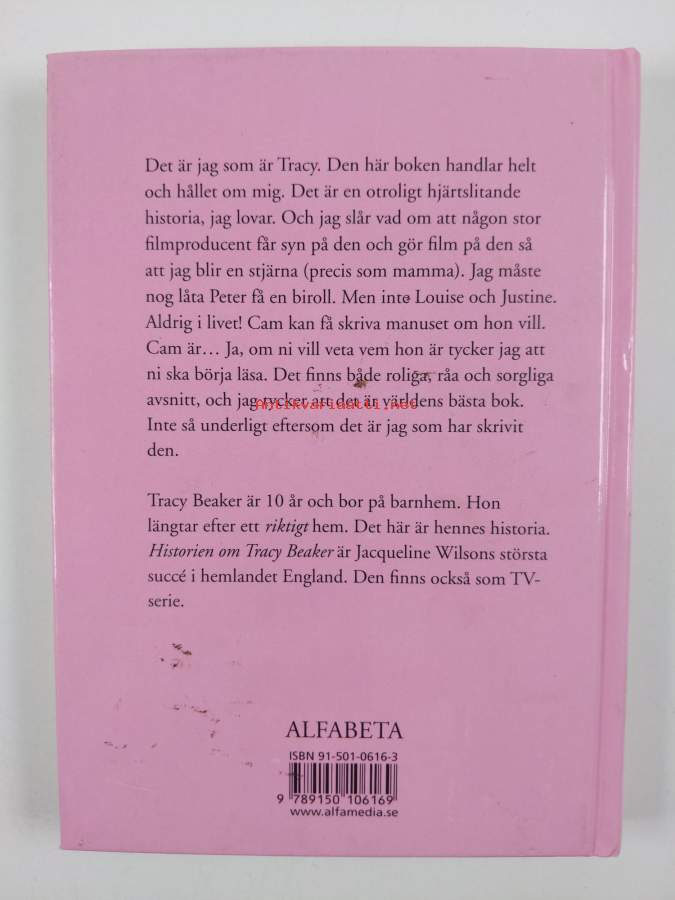 Det är jag som är Tracy. Den här boken handlar helt
och hållet om mig. Det är en otroligt hjärtslitande
historia, jag lovar. Och jag slår vad om att någon stor
filmproducent får syn på den och gör film på den så
att jag blir en stjärna (precis som mamma). Jag måste
nog låta Peter få en biroll. Men inte Louise och Justine.
Aldrig i livet! Cam kan få skriva manuset om hon vill.
Cam är… Ja, om ni vill veta vem hon är tycker jag att
ni ska börja läsa. Det finns både roliga, råa och sorgliga
avsnitt, och jag tycker att det är världens bästa bok.
Antikvariaatti.net
Inte så underligt eftersom det är jag som har skrivit
den.
Tracy Beaker är 10 år och bor på barnhem. Hon
längtar efter ett riktigt hem. Det här är hennes historia.
Historien om Tracy Beaker är Jacqueline Wilsons största
succé i hemlandet England. Den finns också som TV-
serie.
ALFABETA
ISBN 91-501-0616-3
9 789150 106169
www.alfamedia.se